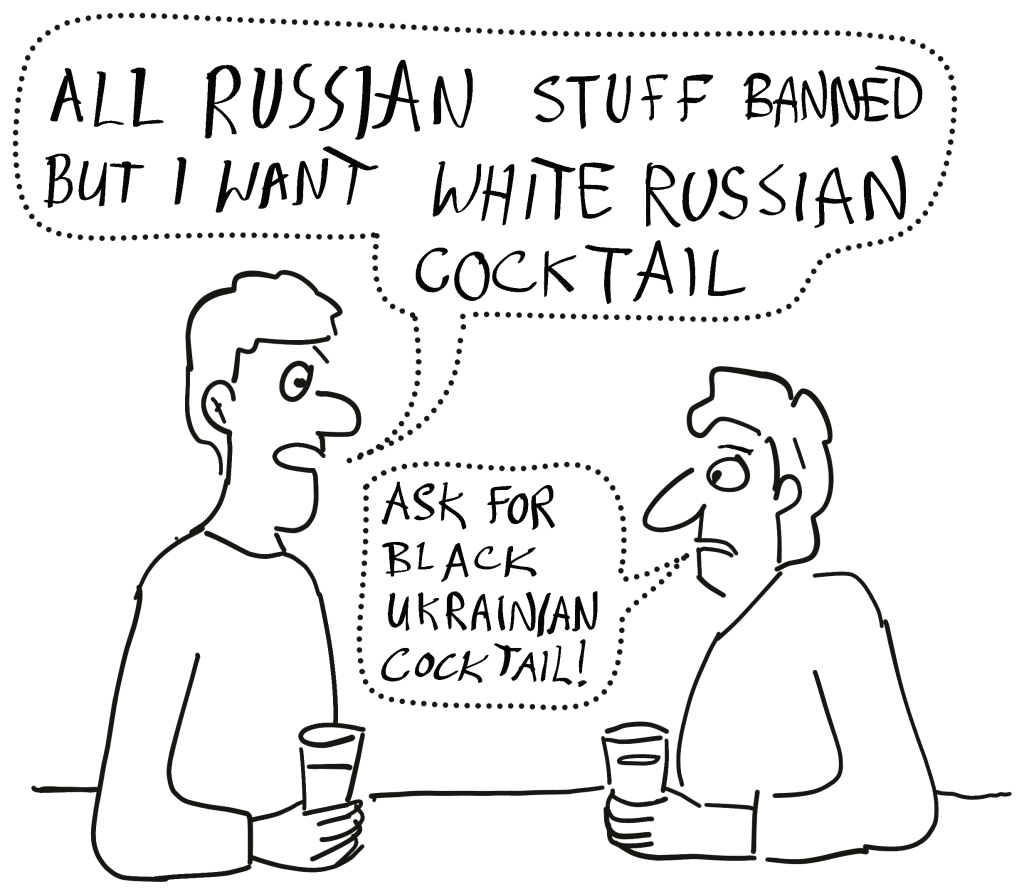 ALL RUSSIAN STUFF BANNED
BUT I WANT WHITE RUSSIAN
COCKTAIL
ASK FOR
BLACK
UKRAINIAN
COCKTAIL!